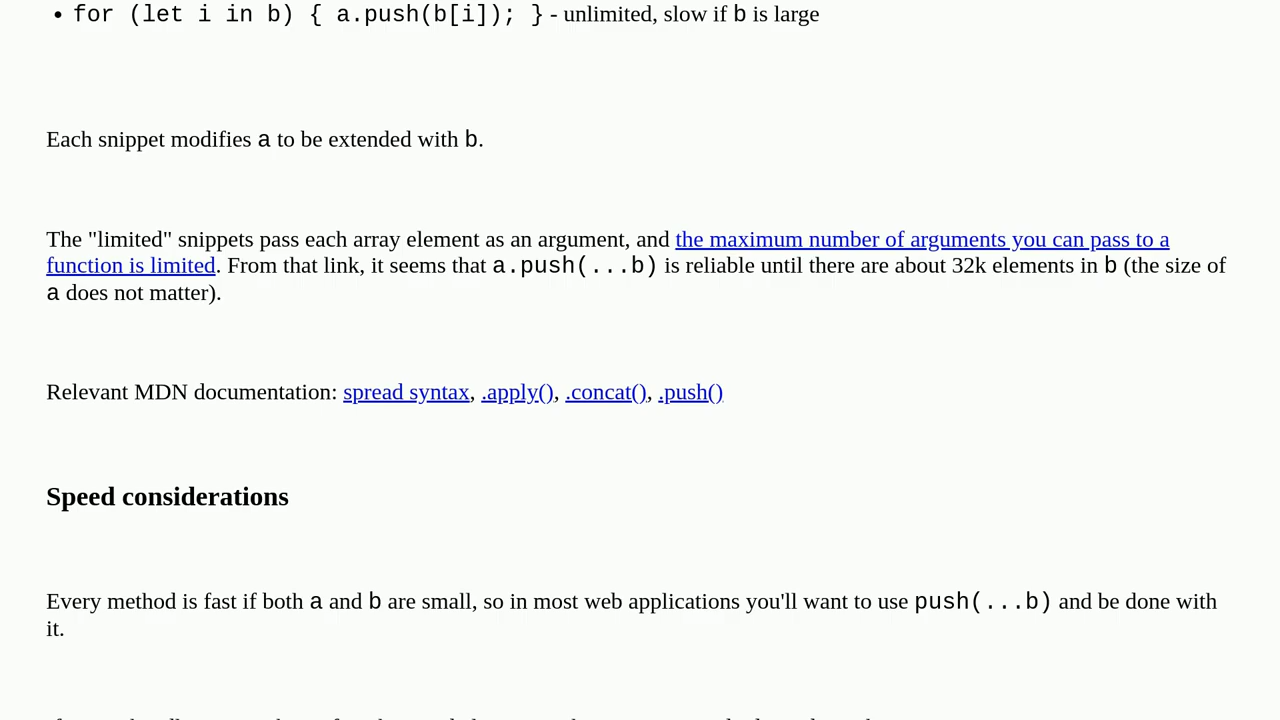 • for (let i in b) { a.push(b[i]); } - unlimited, slow if b is large
Each snippet modifies a to be extended with b.
The "limited" snippets pass each array element as an argument, and the maximum number of arguments you can pass to a
function is limited. From that link, it seems that a.push(...b) is reliable until there are about 32k elements in b (the size of
a does not matter).
Relevant MDN documentation: spread syntax, .apply(), .concat(), .push()
Speed considerations
Every method is fast if both a and b are small, so in most web applications you'll want to use push(...b) and be done with
it.